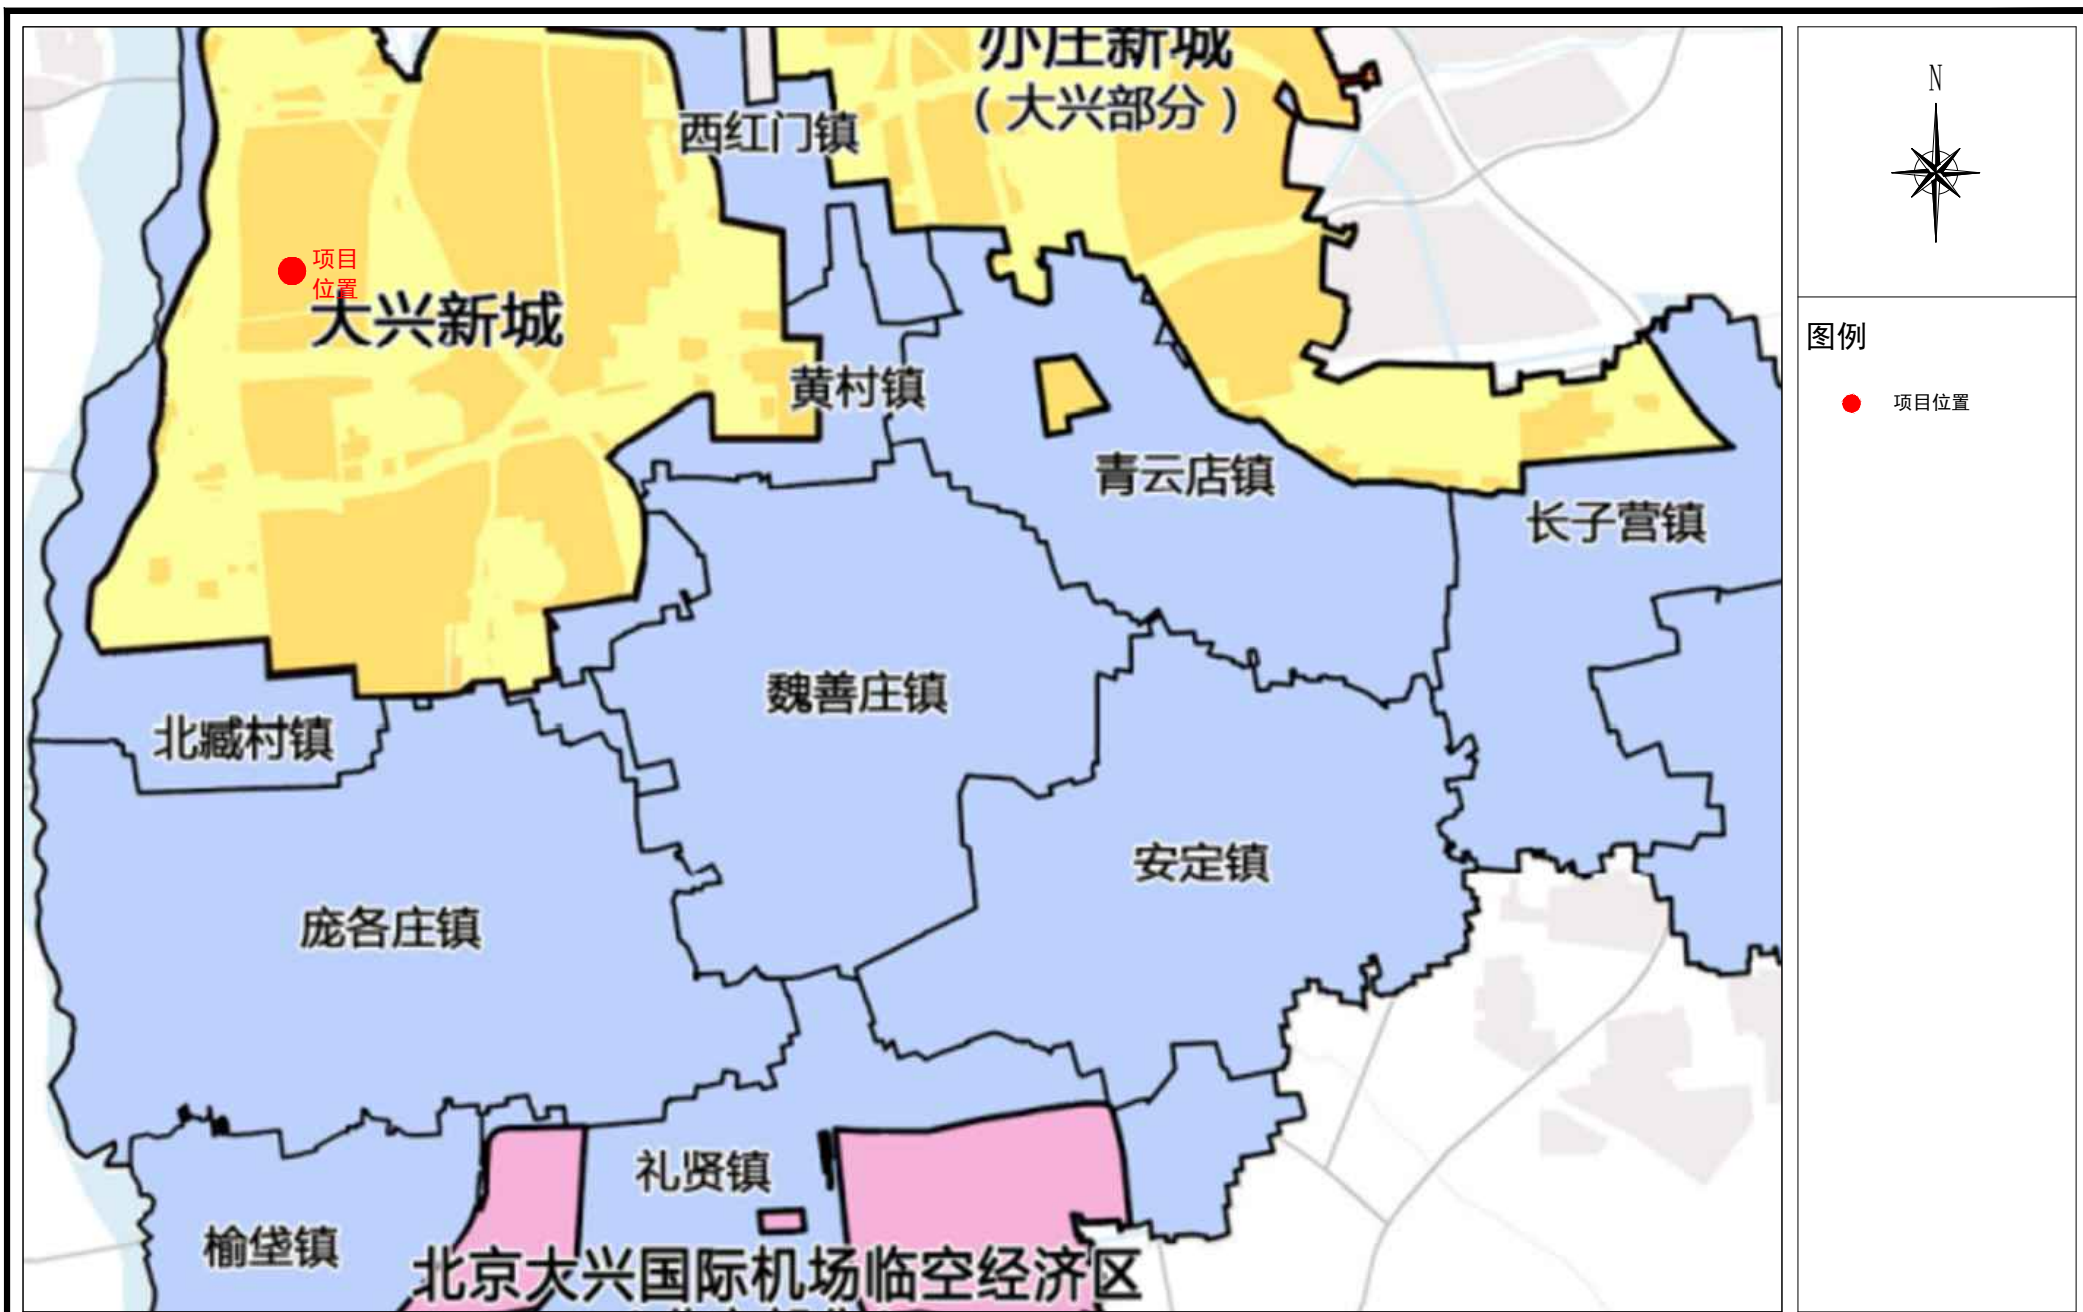 亦庄新城
（大兴部分）
西红门镇
项目
位置
大兴新城
黄村镇
青云店镇
长子营镇
魏善庄镇
北臧村镇
安定镇
庞各庄镇
礼贤镇
榆垡镇
北京大兴国际机场临空经济区
N
图例
项目位置